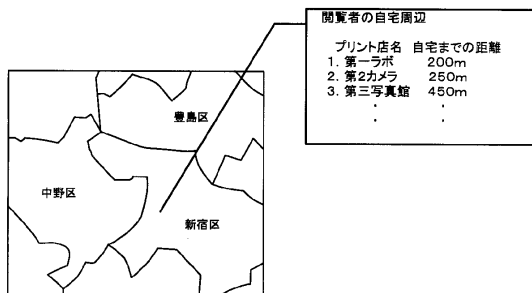 閲覧者の自宅周辺
プリント店名 自宅までの距離
1. 第一ラボ 200m
2. 第2カメラ 250m
3. 第三写真館 450m
. .
. .
豊島区
中野区
新宿区